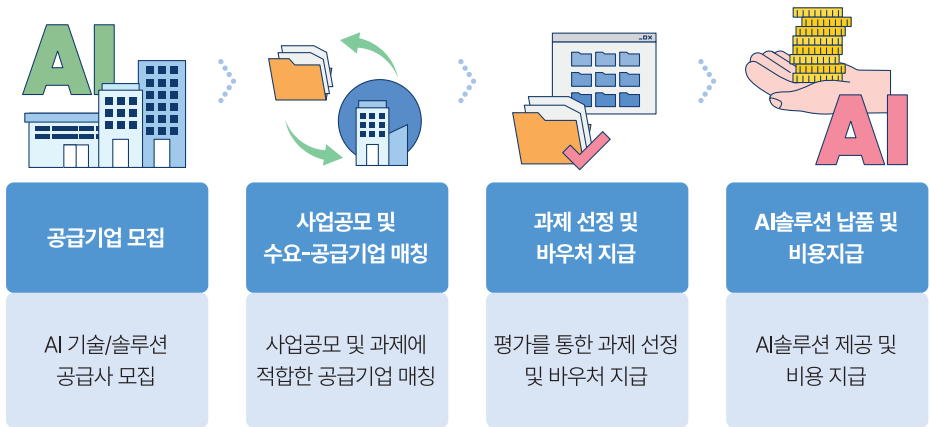 AI
공급기업 모집
AI 기술/솔루션
공급사 모집
사업공모 및
수요-공급기업 매칭
사업공모 및 과제에
적합한 공급기업 매칭
과제 선정 및
바우처 지급
평가를 통한 과제 선정
및 바우처 지급
AI
AI솔루션 납품 및
비용지급
AI솔루션 제공 및
비용 지급